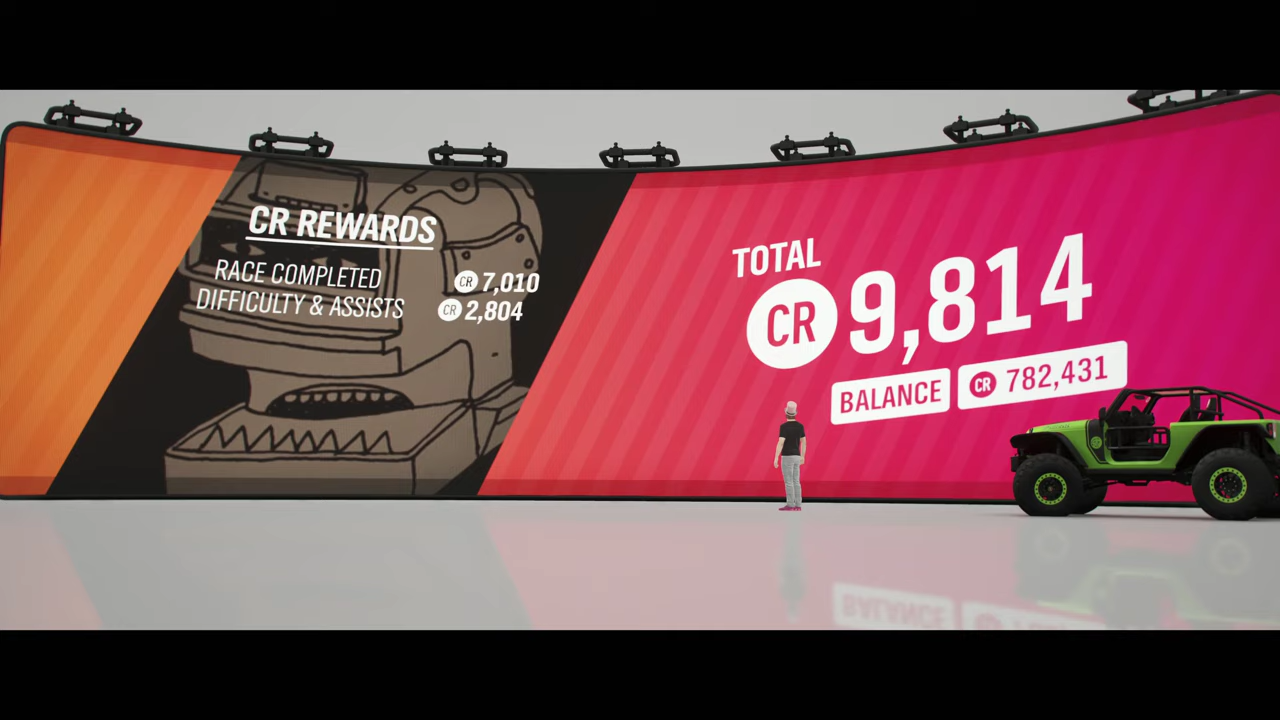 CR REWARDS
RACE COMPLETED CR 7,010
DIFFICULTY & ASSISTS CR 2,804
TOTAL
CR 9,814
BALANCE CR 782,431